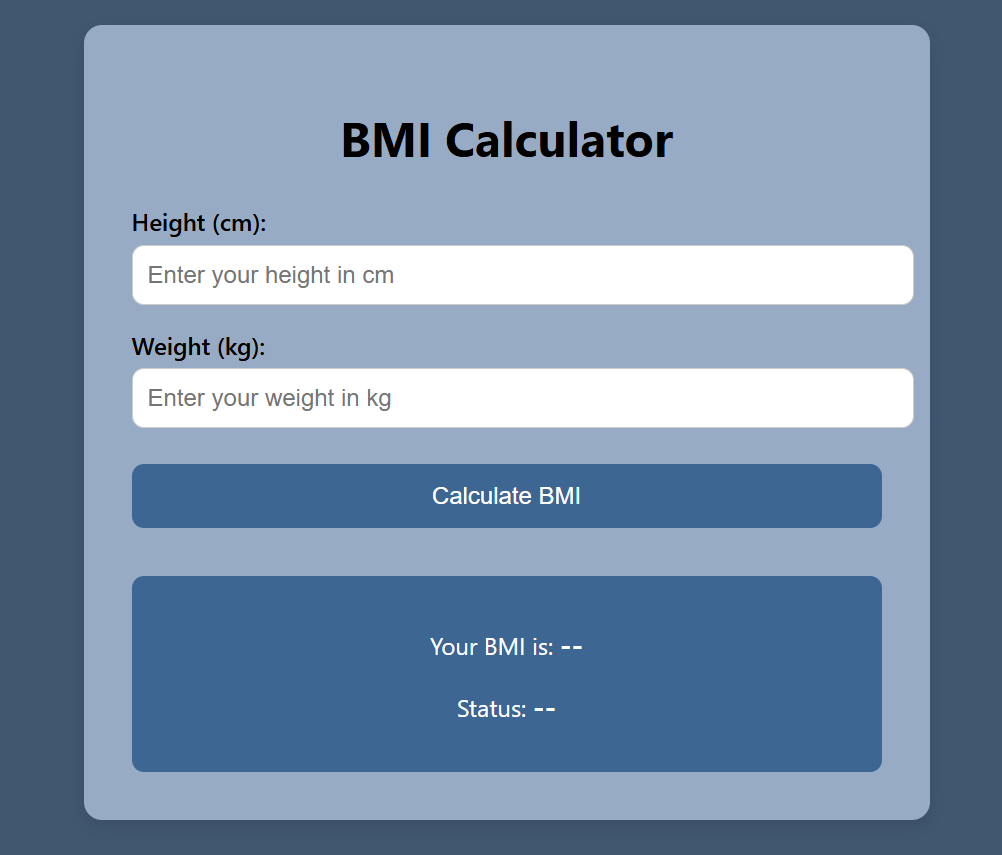 BMI Calculator
Height (cm):
Enter your height in cm
Weight (kg):
Enter your weight in kg
Calculate BMI
Your BMI is: --
Status: --